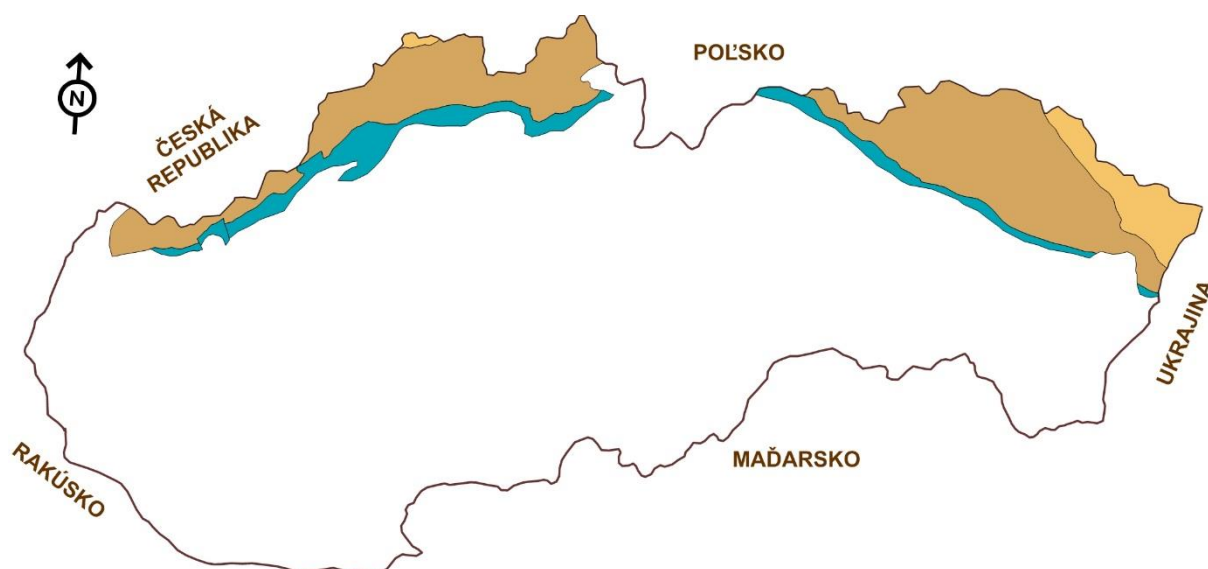 N
POĽSKO
ČESKÁ
REPUBLIKA
UKRAJINA
RAKÚSKO
MAĎARSKO